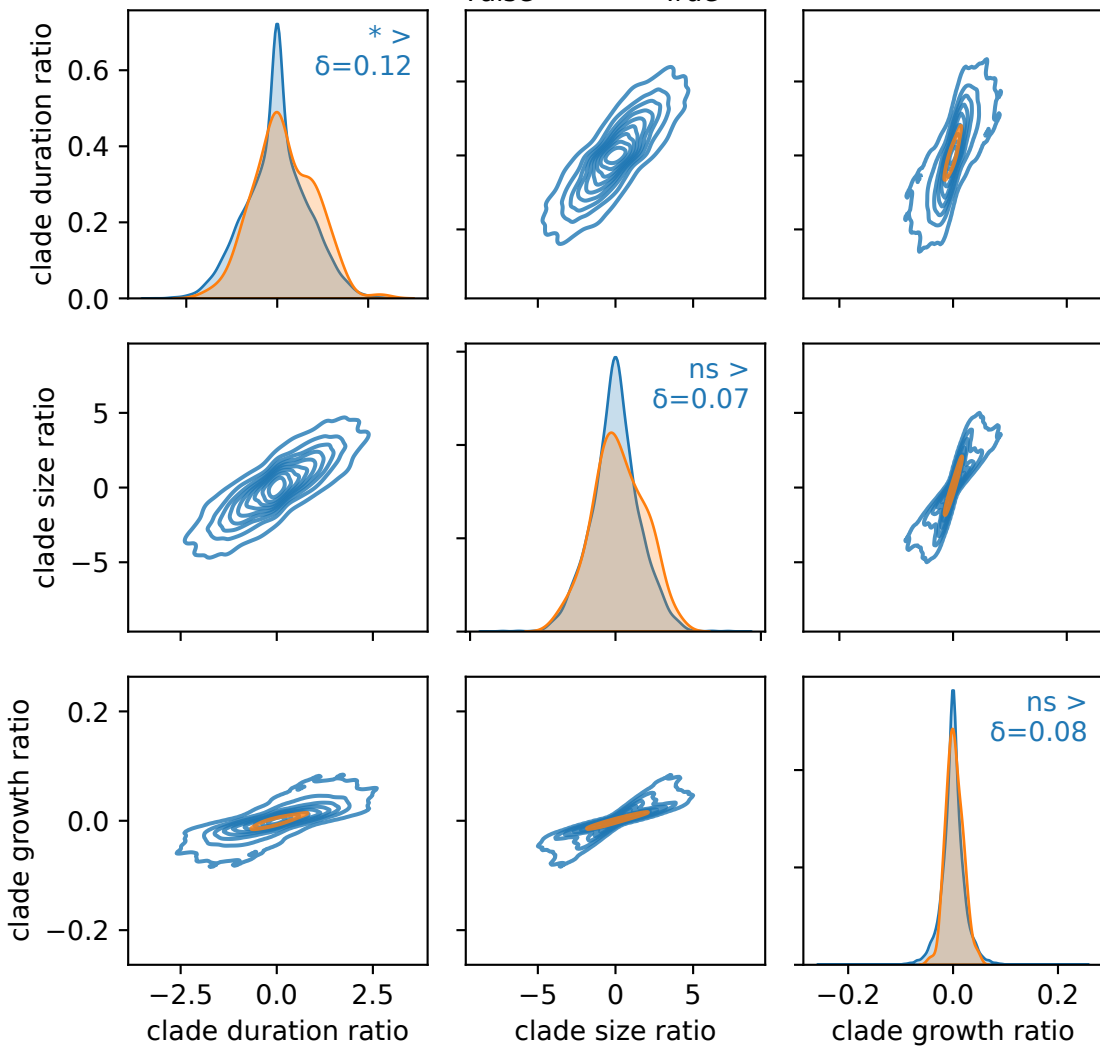 clade duration ratio
0.6
0.4
0.2
0.0
* >
δ=0.12
clade size ratio
5
0
−5
ns >
δ=0.07
clade growth ratio
0.2
0.0
−0.2
ns >
δ=0.08
−2.5 0.0 2.5
−5 0 5
−0.2 0.0 0.2
clade duration ratio
clade size ratio
clade growth ratio